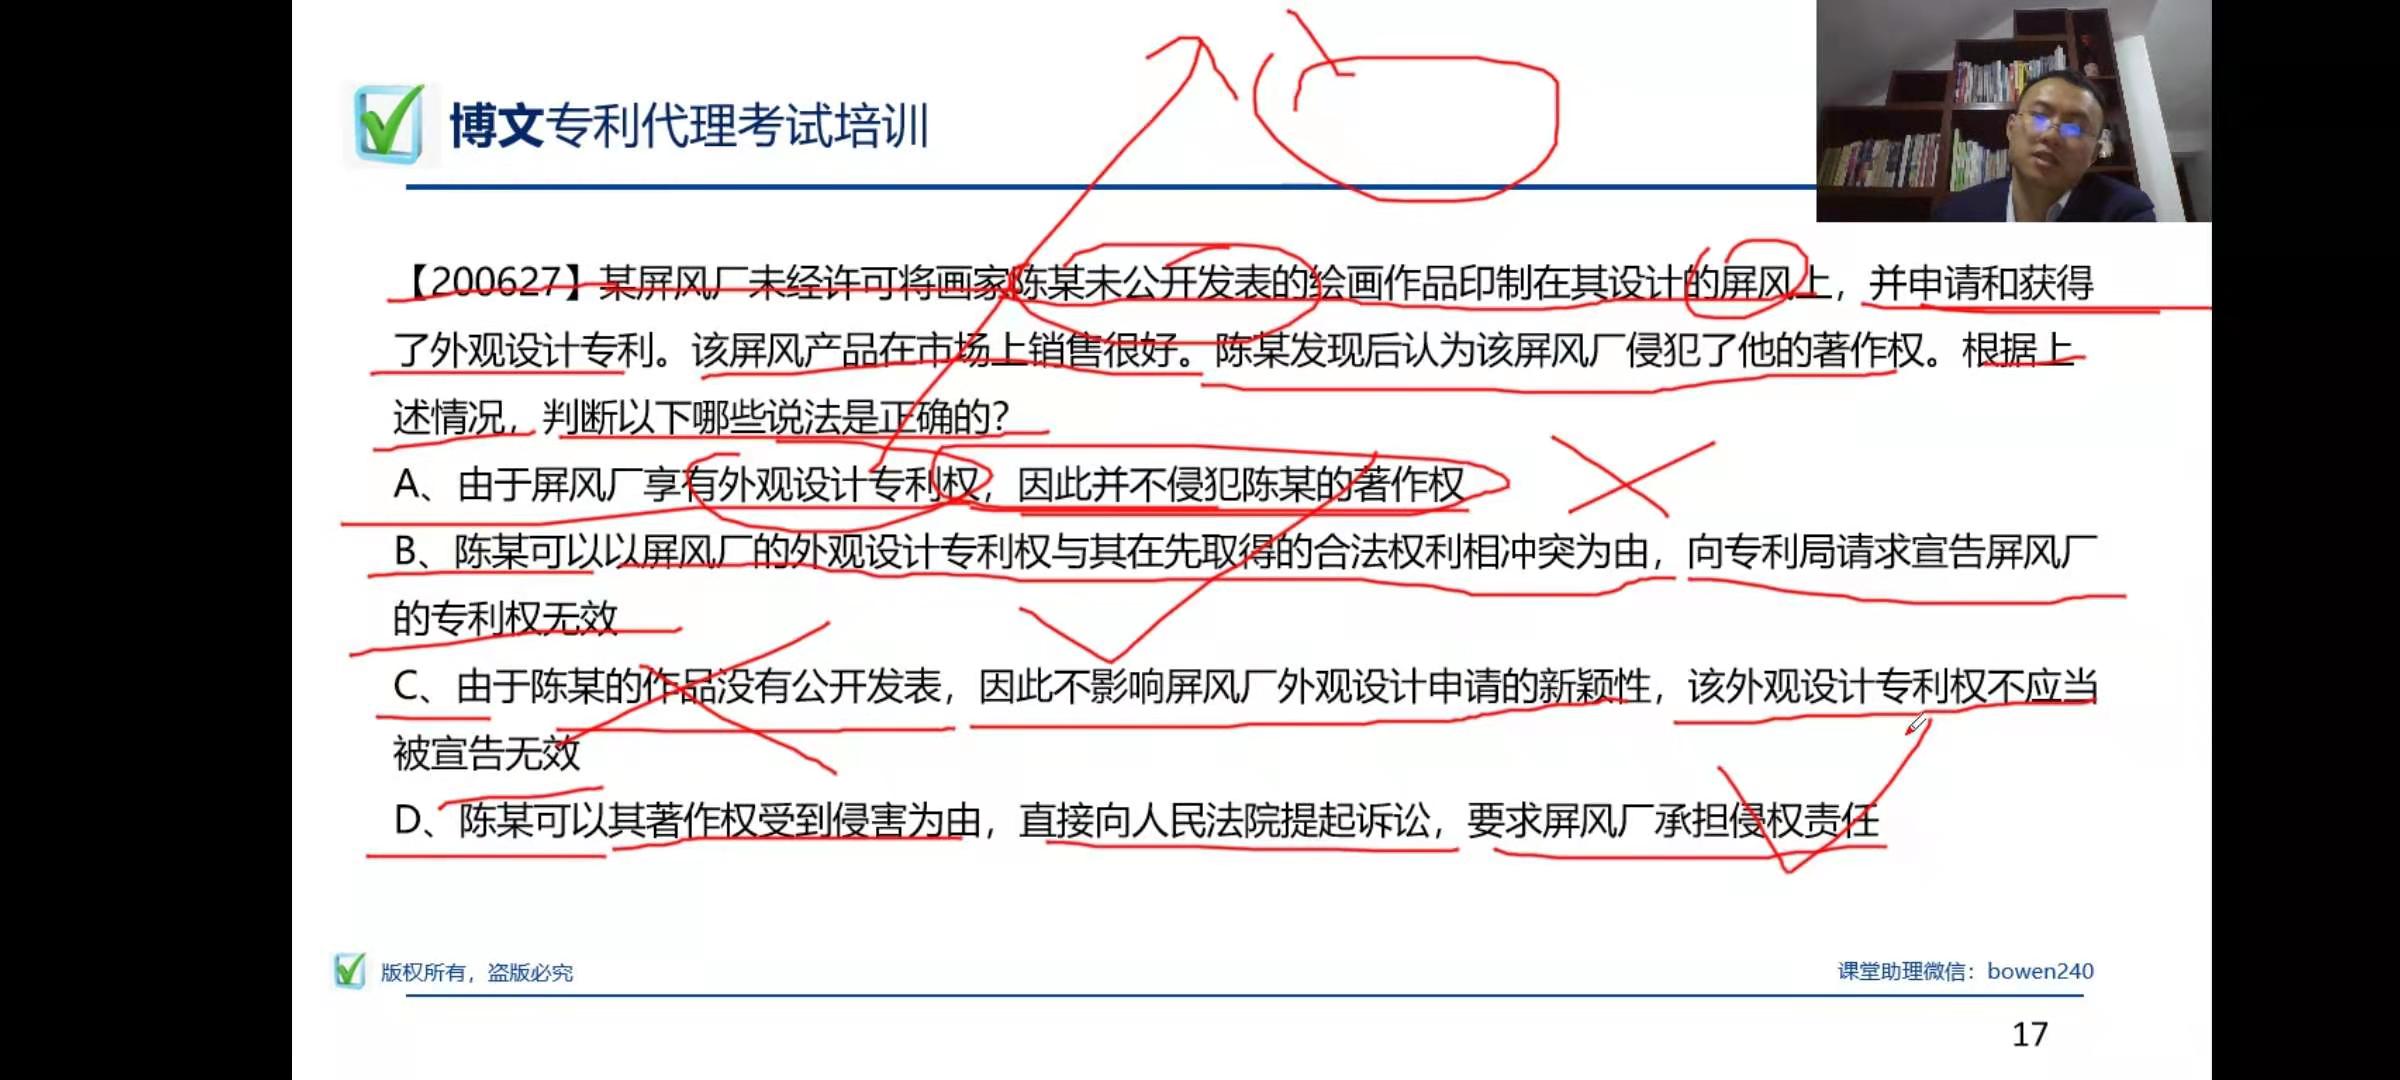 博文专利代理考试培训
【200627】某屏风厂未经许可将画家陈某未公开发表的绘画作品印制在其设计的屏风上，并申请和获得
了外观设计专利。该屏风产品在市场上销售很好。陈某发现后认为该屏风厂侵犯了他的著作权。根据上
述情况，判断以下哪些说法是正确的？
A、由于屏风厂享有外观设计专利权，因此并不侵犯陈某的著作权
B、陈某可以以屏风厂的外观设计专利权与其在先取得的合法权利相冲突为由，向专利局请求宣告屏风厂
的专利权无效
C、由于陈某的作品没有公开发表，因此不影响屏风厂外观设计申请的新颖性，该外观设计专利权不应当
被宣告无效
D、陈某可以其著作权受到侵害为由，直接向人民法院提起诉讼，要求屏风厂承担侵权责任
版权所有，盗版必究
课堂助理微信：bowen240
17